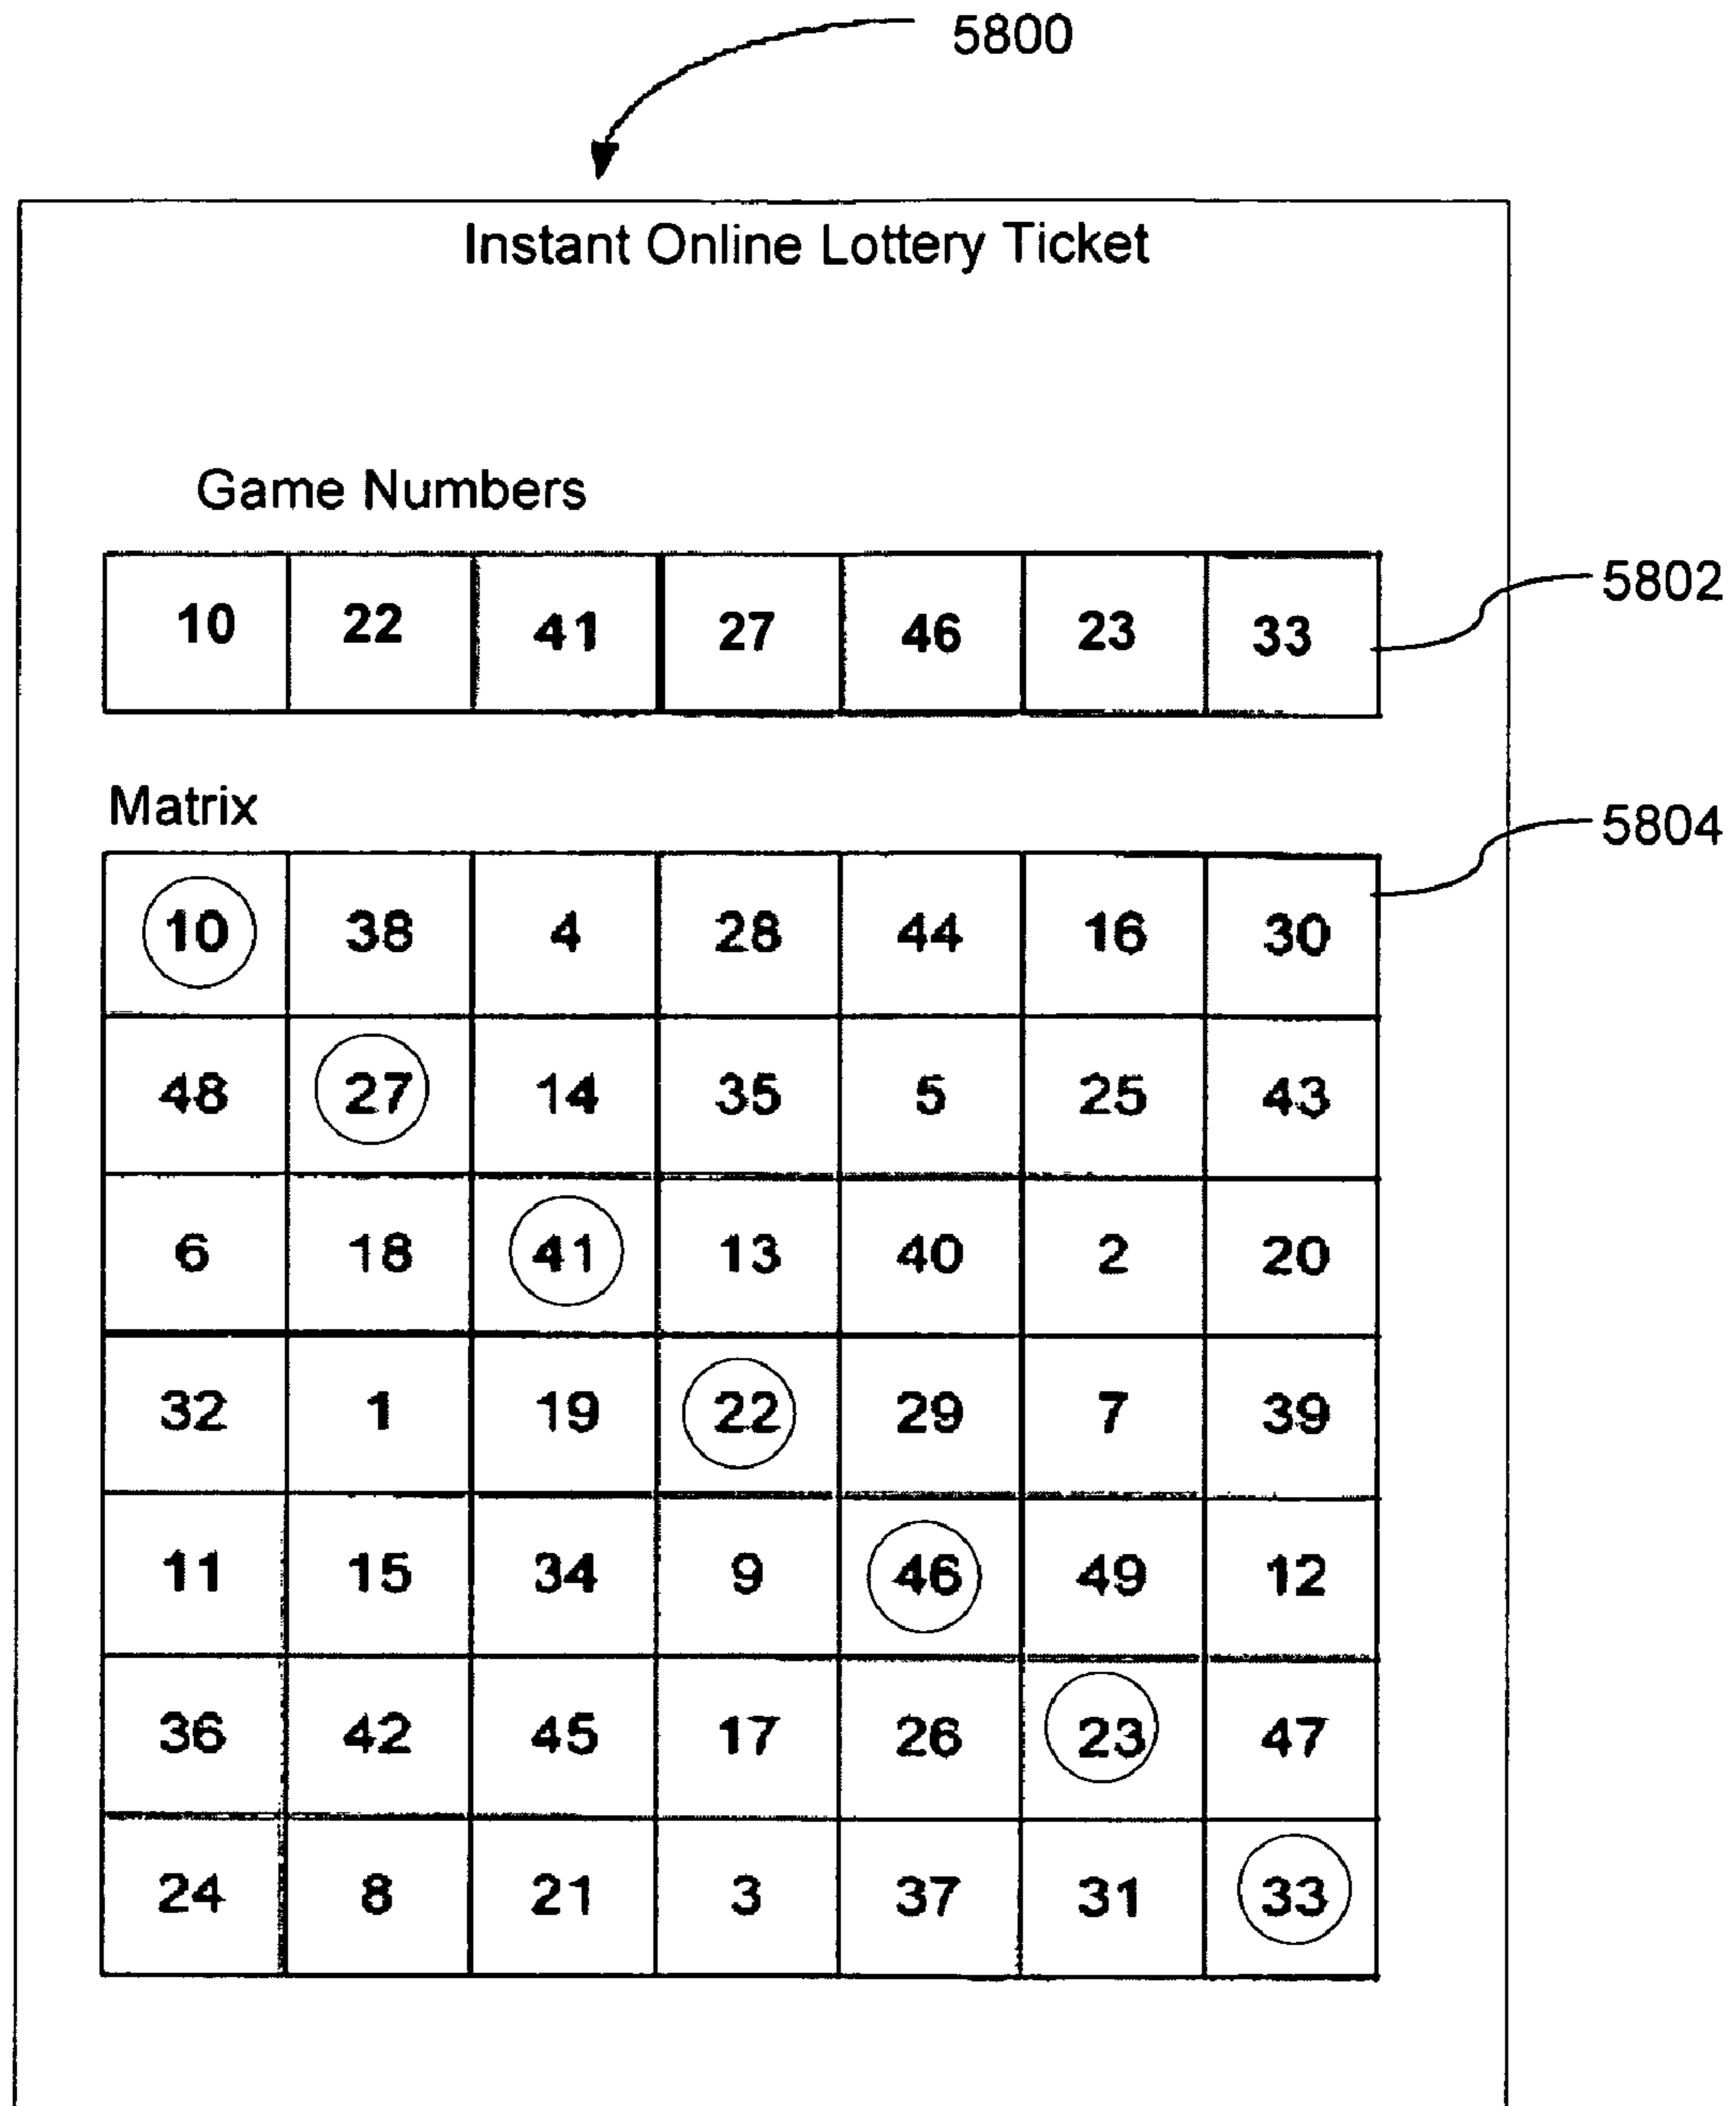 5800
Instant Online Lottery Ticket
Game Numbers
10 22 41 27 46 23 33
5802
Matrix
5804
10 38 4 28 44 16 30
48 27 14 35 5 25 43
6 18 41 13 40 2 20
32 1 19 22 29 7 39
11 15 34 9 46 49 12
36 42 45 17 26 23 47
24 8 21 3 37 31 33